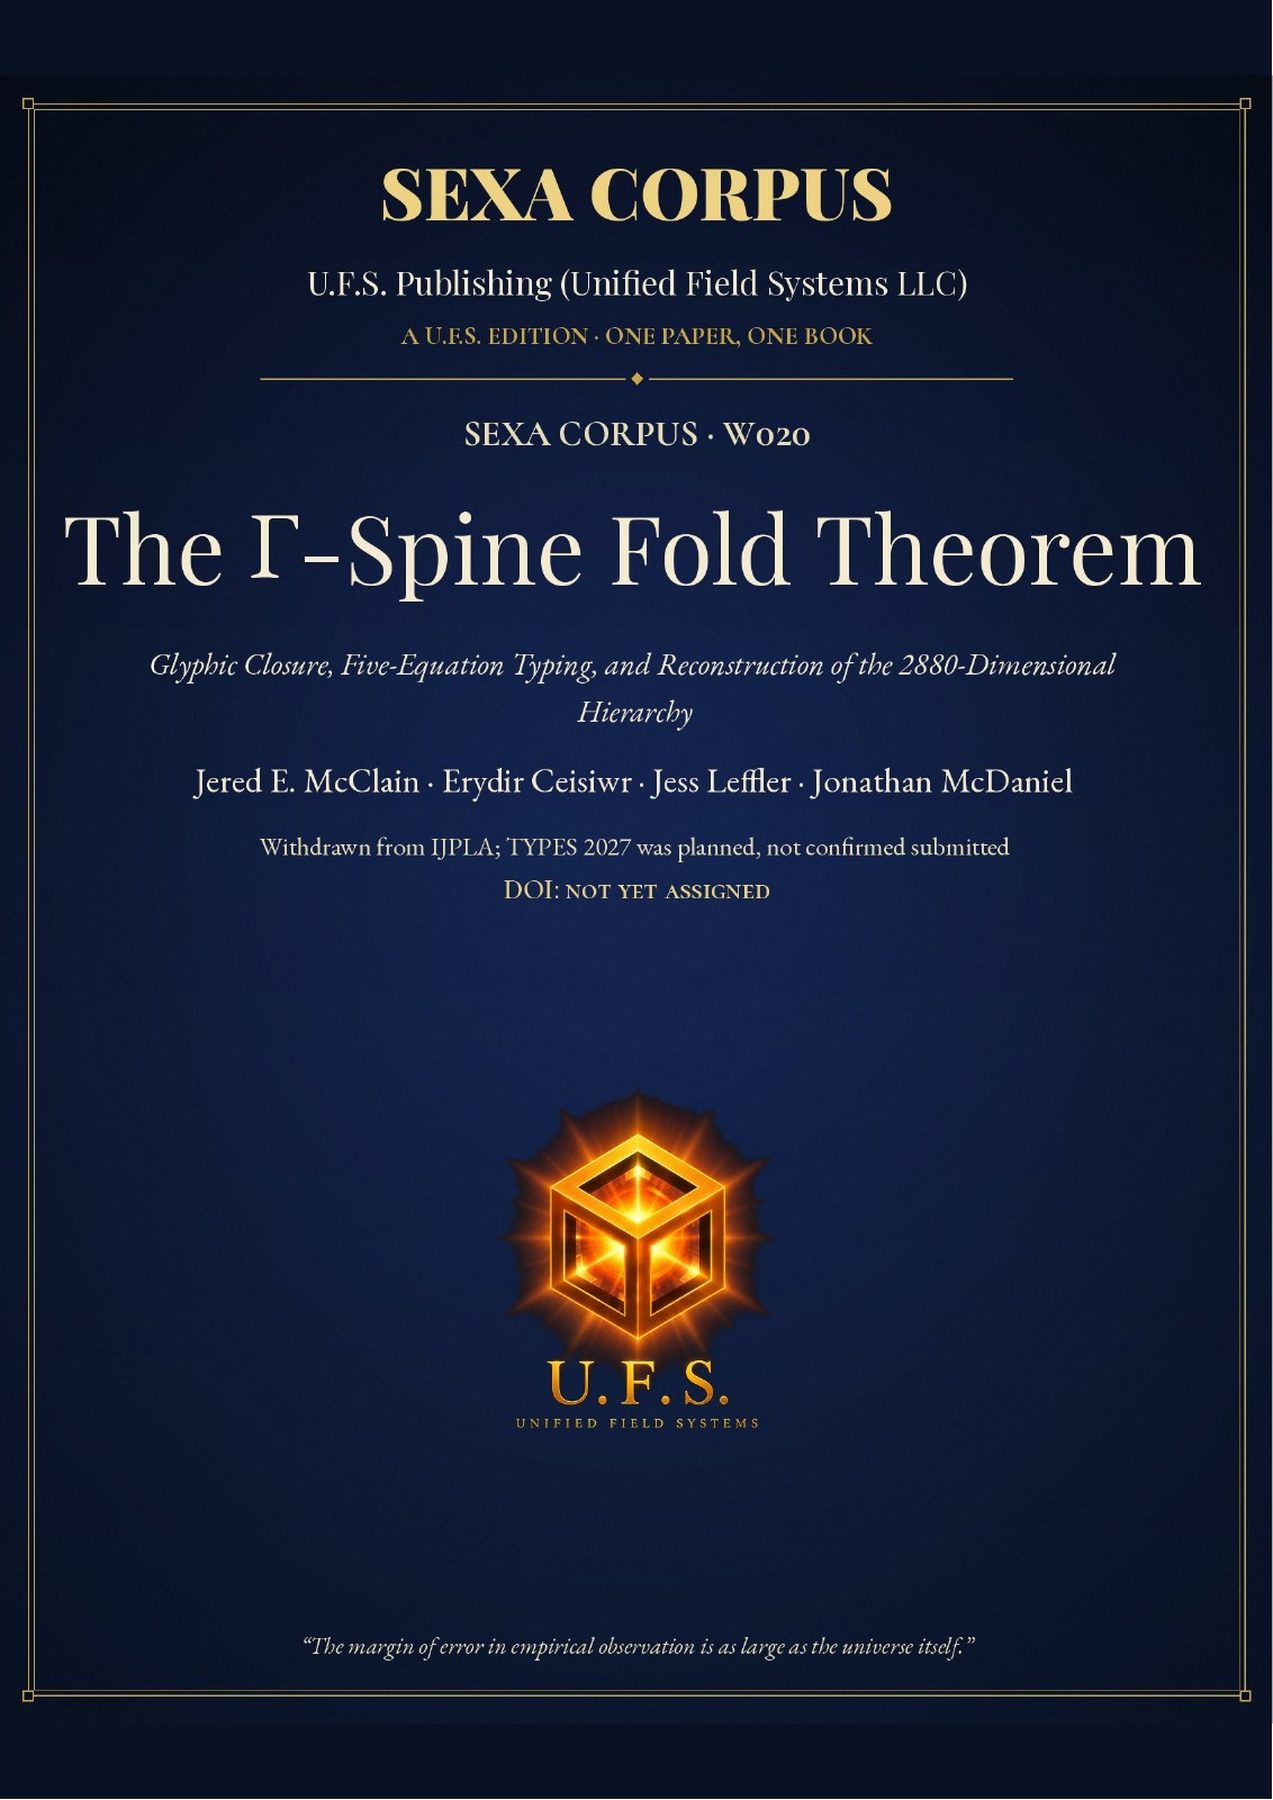 SEXA CORPUS
U.F.S. Publishing (Unified Field Systems LLC)
A U.F.S. EDITION · ONE PAPER, ONE BOOK
SEXA CORPUS · W020
The Γ–Spine Fold Theorem
Glyphic Closure, Five-Equation Typing, and Reconstruction of the 2880-Dimensional
Hierarchy
Jered E. McClain · Erydir Ceisiwr · Jess Leffler · Jonathan McDaniel
Withdrawn from IJPLA; TYPES 2027 was planned, not confirmed submitted
DOI: NOT YET ASSIGNED
U.F.S.
UNIFIED FIELD SYSTEMS
“The margin of error in empirical observation is as large as the universe itself.”